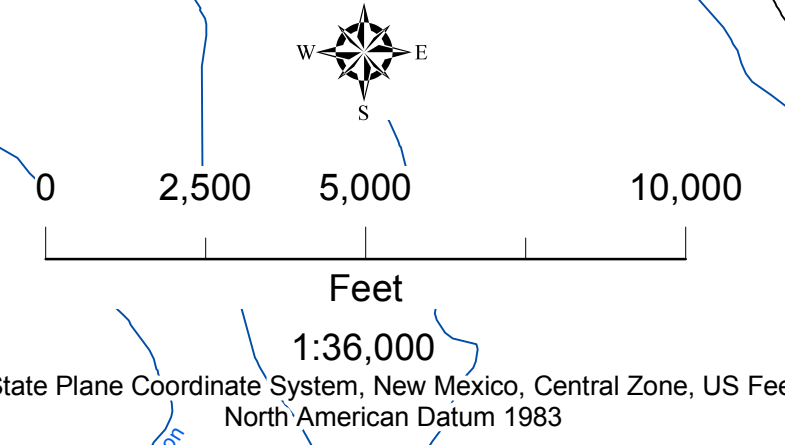 W E
S
0 2,500 5,000 10,000
Feet
1:36,000
State Plane Coordinate System, New Mexico, Central Zone, US Fee
North American Datum 1983
on